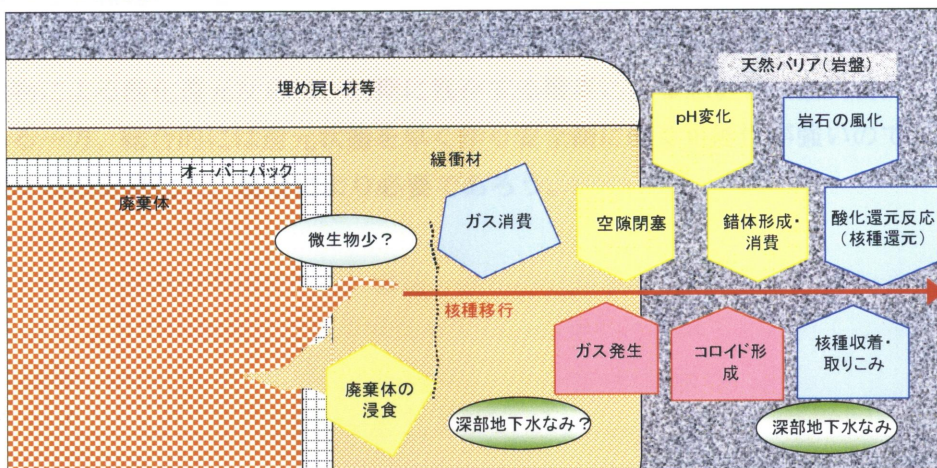 天然バリア(岩盤)
埋め戻し材等
pH変化
岩石の風化
緩衝材
オーバーパック
廃棄体
ガス消費
空隙閉塞
錯体形成・
消費
酸化還元反応
(核種還元)
微生物少?
核種移行
ガス発生
コロイド形
成
核種収着・
取りこみ
廃棄体の
浸食
深部地下水なみ?
深部地下水なみ